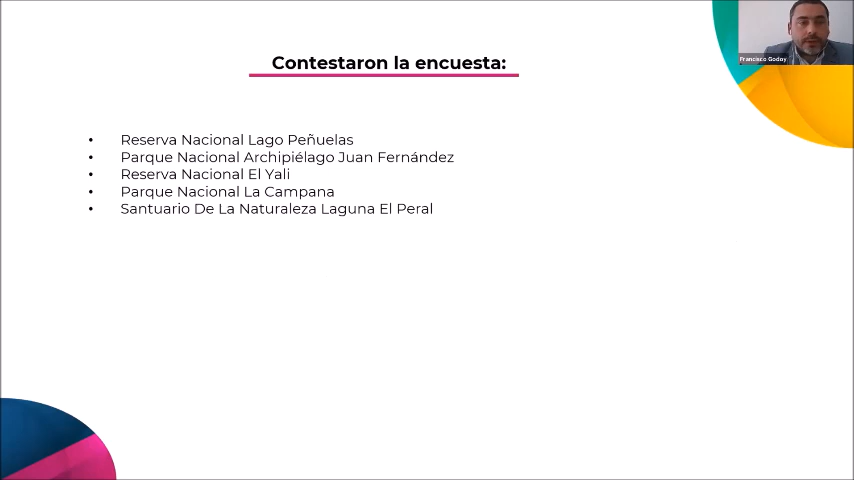 Contestaron la encuesta:
Francisco Godoy
• Reserva Nacional Lago Peñuelas
• Parque Nacional Archipiélago Juan Fernández
• Reserva Nacional El Yali
• Parque Nacional La Campana
• Santuario De La Naturaleza Laguna El Peral